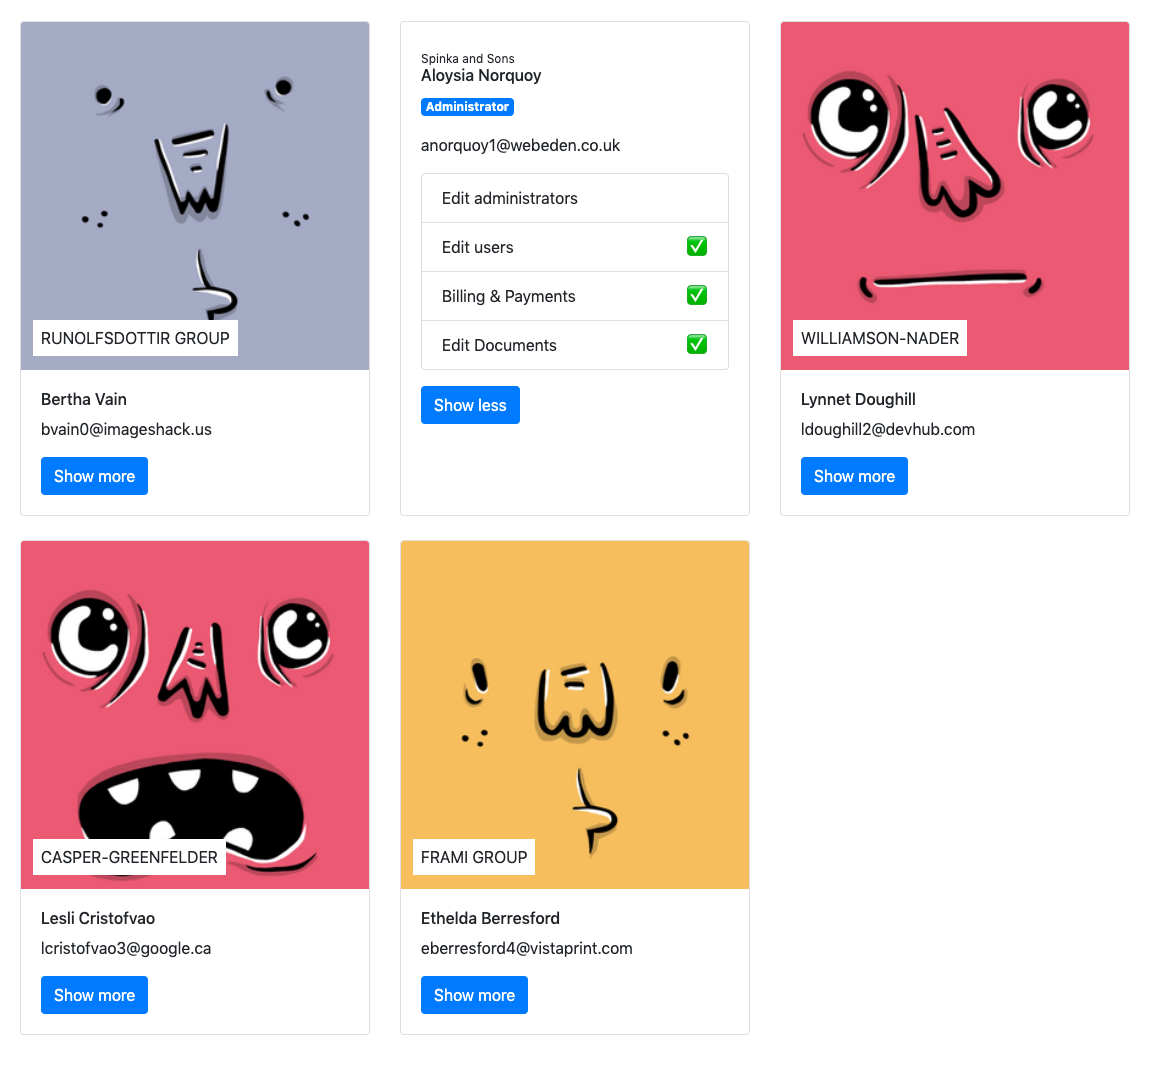 RUNOLFSDOTTIR GROUP
Bertha Vain
bvain0@imageshack.us
Show more
Spinka and Sons
Aloysia Norquoy
Administrator
anorquoy1@webeden.co.uk
Edit administrators
Edit users ✅
Billing & Payments ✅
Edit Documents ✅
Show less
WILLIAMSON-NADER
Lynnet Doughill
ldoughill2@devhub.com
Show more
CASPER-GREENFELDER
Lesli Cristofvao
lcristofvao3@google.ca
Show more
FRAMI GROUP
Ethelda Berresford
eberresford4@vistaprint.com
Show more